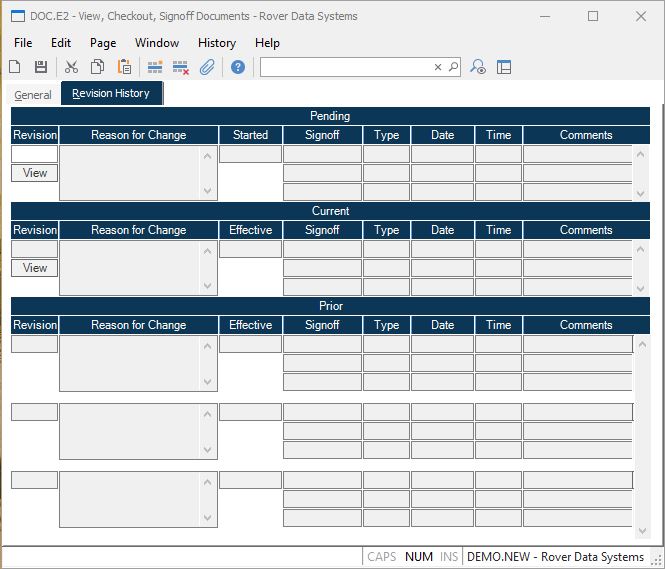 DOC.E2 - View, Checkout, Signoff Documents - Rover Data Systems
File Edit Page Window History Help
General Revision History
Pending
Revision Reason for Change Started Signoff Type Date Time Comments
View
Current
Revision Reason for Change Effective Signoff Type Date Time Comments
View
Prior
Revision Reason for Change Effective Signoff Type Date Time Comments
CAPS NUM INS DEMO.NEW - Rover Data Systems